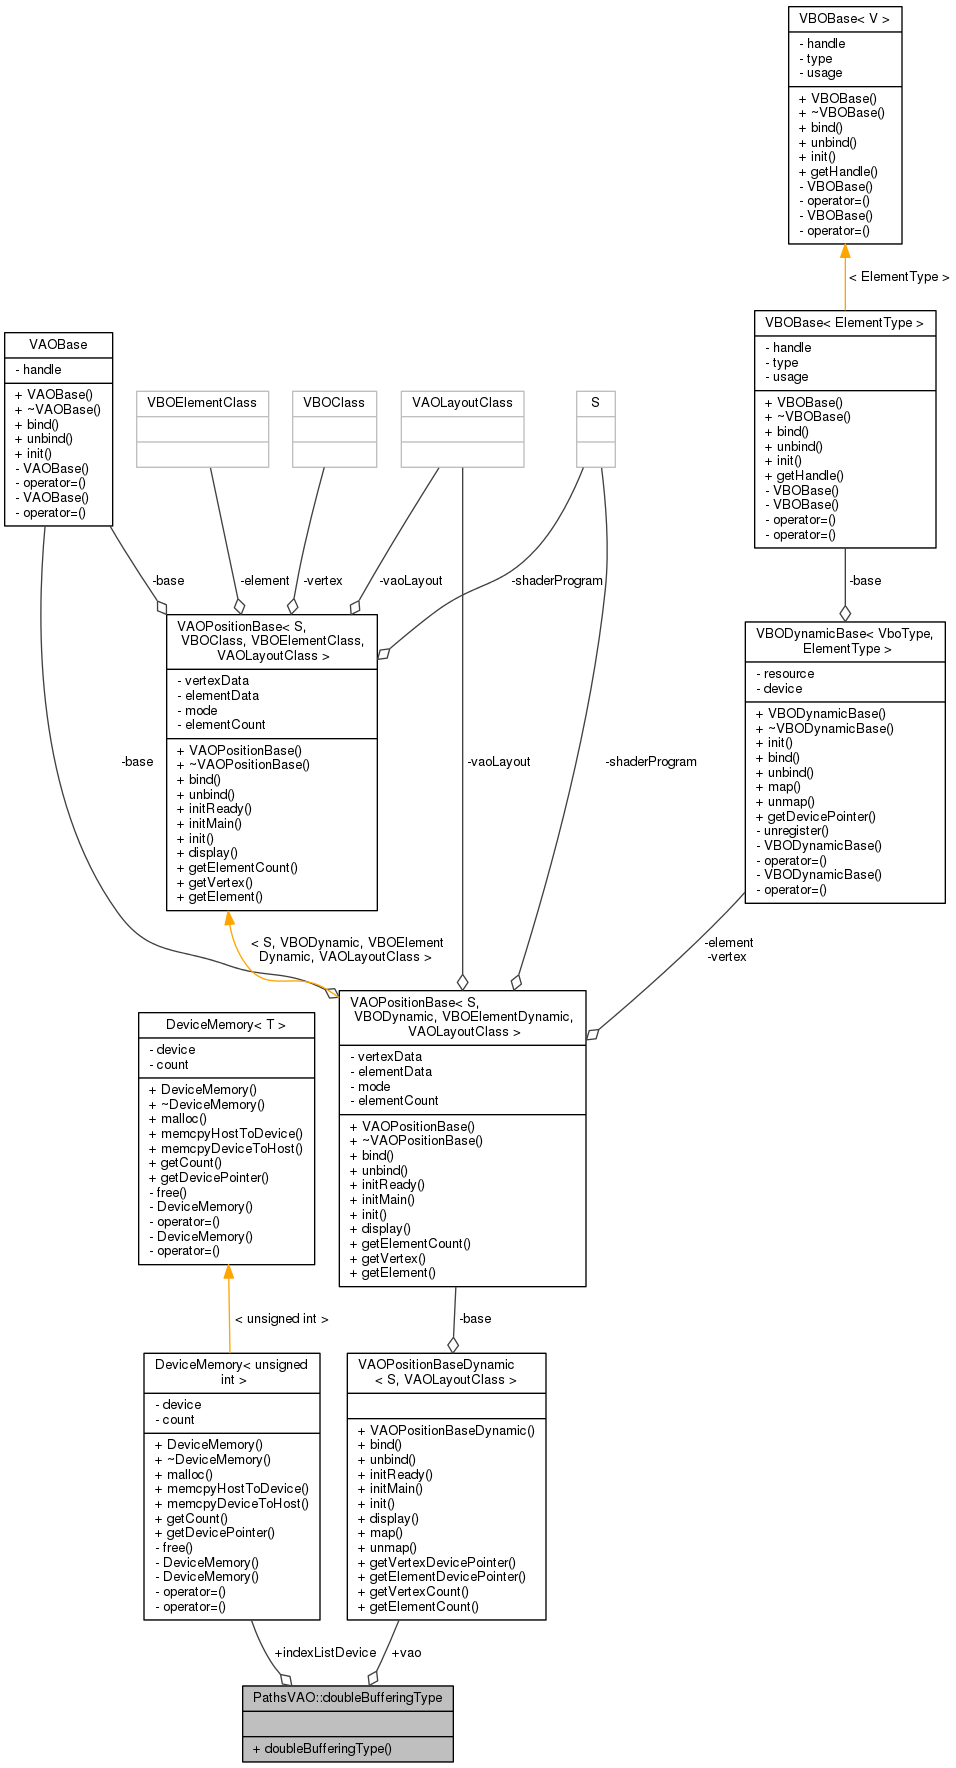 VBOBase< V >
- handle
- type
- usage
+ VBOBase()
+ ~VBOBase()
+ bind()
+ unbind()
+ init()
+ getHandle()
- VBOBase()
- operator=()
- VBOBase()
- operator=()
< ElementType >
VBOBase< ElementType >
- handle
- type
- usage
+ VBOBase()
+ ~VBOBase()
+ bind()
+ unbind()
+ init()
+ getHandle()
- VBOBase()
- VBOBase()
- operator=()
- operator=()
VAOBase
- handle
+ VAOBase()
+ ~VAOBase()
+ bind()
+ unbind()
+ init()
- VAOBase()
- operator=()
- VAOBase()
- operator=()
VBOElementClass
VBOClass
VAOLayoutClass
S
-base
-element
-vertex
-vaoLayout
-shaderProgram
-base
VAOPositionBase< S,
VBOClass, VBOElementClass,
VAOLayoutClass >
- vertexData
- elementData
- mode
- elementCount
+ VAOPositionBase()
+ ~VAOPositionBase()
+ bind()
+ unbind()
+ initReady()
+ initMain()
+ init()
+ display()
+ getElementCount()
+ getVertex()
+ getElement()
VBODynamicBase< VboType,
ElementType >
- resource
- device
+ VBODynamicBase()
+ ~VBODynamicBase()
+ init()
+ bind()
+ unbind()
+ map()
+ unmap()
+ getDevicePointer()
- unregister()
- VBODynamicBase()
- operator=()
- VBODynamicBase()
- operator=()
-base
-vaoLayout
-shaderProgram
< S, VBODynamic, VBOElement
Dynamic, VAOLayoutClass >
-element
-vertex
VAOPositionBase< S,
VBODynamic, VBOElementDynamic,
VAOLayoutClass >
- vertexData
- elementData
- mode
- elementCount
+ VAOPositionBase()
+ ~VAOPositionBase()
+ bind()
+ unbind()
+ initReady()
+ initMain()
+ init()
+ display()
+ getElementCount()
+ getVertex()
+ getElement()
DeviceMemory< T >
- device
- count
+ DeviceMemory()
+ ~DeviceMemory()
+ malloc()
+ memcpyHostToDevice()
+ memcpyDeviceToHost()
+ getCount()
+ getDevicePointer()
- free()
- DeviceMemory()
- operator=()
- DeviceMemory()
- operator=()
< unsigned int >
-base
DeviceMemory< unsigned
int >
- device
- count
+ DeviceMemory()
+ ~DeviceMemory()
+ malloc()
+ memcpyHostToDevice()
+ memcpyDeviceToHost()
+ getCount()
+ getDevicePointer()
- free()
- DeviceMemory()
- DeviceMemory()
- operator=()
- operator=()
VAOPositionBaseDynamic
< S, VAOLayoutClass >
+ VAOPositionBaseDynamic()
+ bind()
+ unbind()
+ initReady()
+ initMain()
+ init()
+ display()
+ map()
+ unmap()
+ getVertexDevicePointer()
+ getElementDevicePointer()
+ getVertexCount()
+ getElementCount()
+indexListDevice
+vao
PathsVAO::doubleBufferingType
+ doubleBufferingType()